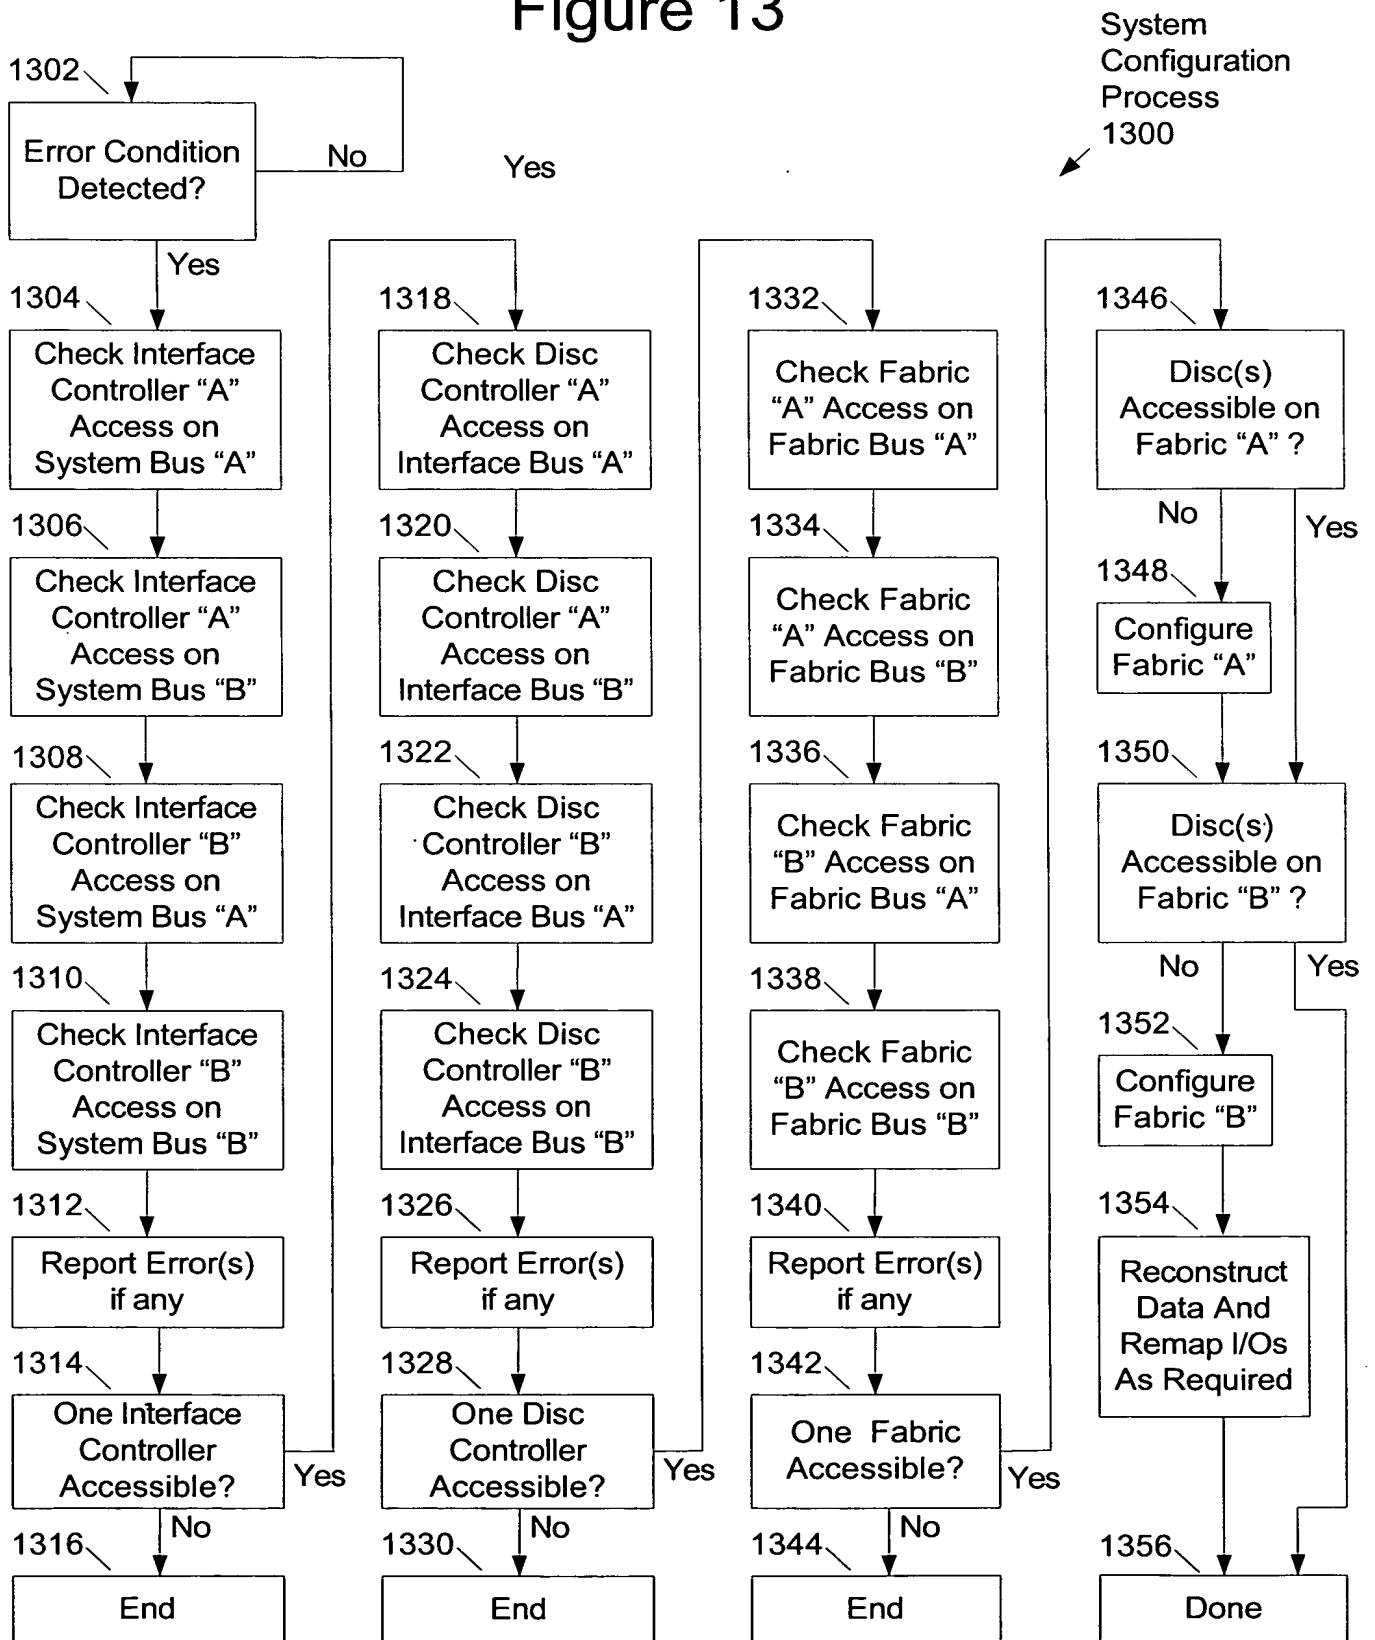 Figure 13
System
Configuration
Process
1300
1302
Error Condition
Detected?
No
Yes
Yes
1304
Check Interface
Controller “A”
Access on
System Bus “A”
1306
Check Interface
Controller “A”
Access on
System Bus “B”
1308
Check Interface
Controller “B”
Access on
System Bus “A”
1310
Check Interface
Controller “B”
Access on
System Bus “B”
1312
Report Error(s)
if any
1314
One Interface
Controller
Accessible?
Yes
No
1316
End
1318
Check Disc
Controller “A”
Access on
Interface Bus “A”
1320
Check Disc
Controller “A”
Access on
Interface Bus “B”
1322
Check Disc
Controller “B”
Access on
Interface Bus “A”
1324
Check Disc
Controller “B”
Access on
Interface Bus “B”
1326
Report Error(s)
if any
1328
One Disc
Controller
Accessible?
Yes
No
1330
End
1332
Check Fabric
“A” Access on
Fabric Bus “A”
1334
Check Fabric
“A” Access on
Fabric Bus “B”
1336
Check Fabric
“B” Access on
Fabric Bus “A”
1338
Check Fabric
“B” Access on
Fabric Bus “B”
1340
Report Error(s)
if any
1342
One Fabric
Accessible?
Yes
No
1344
End
1346
Disc(s)
Accessible on
Fabric “A” ?
No
Yes
1348
Configure
Fabric “A”
1350
Disc(s)
Accessible on
Fabric “B” ?
No
Yes
1352
Configure
Fabric “B”
1354
Reconstruct
Data And
Remap I/Os
As Required
1356
Done